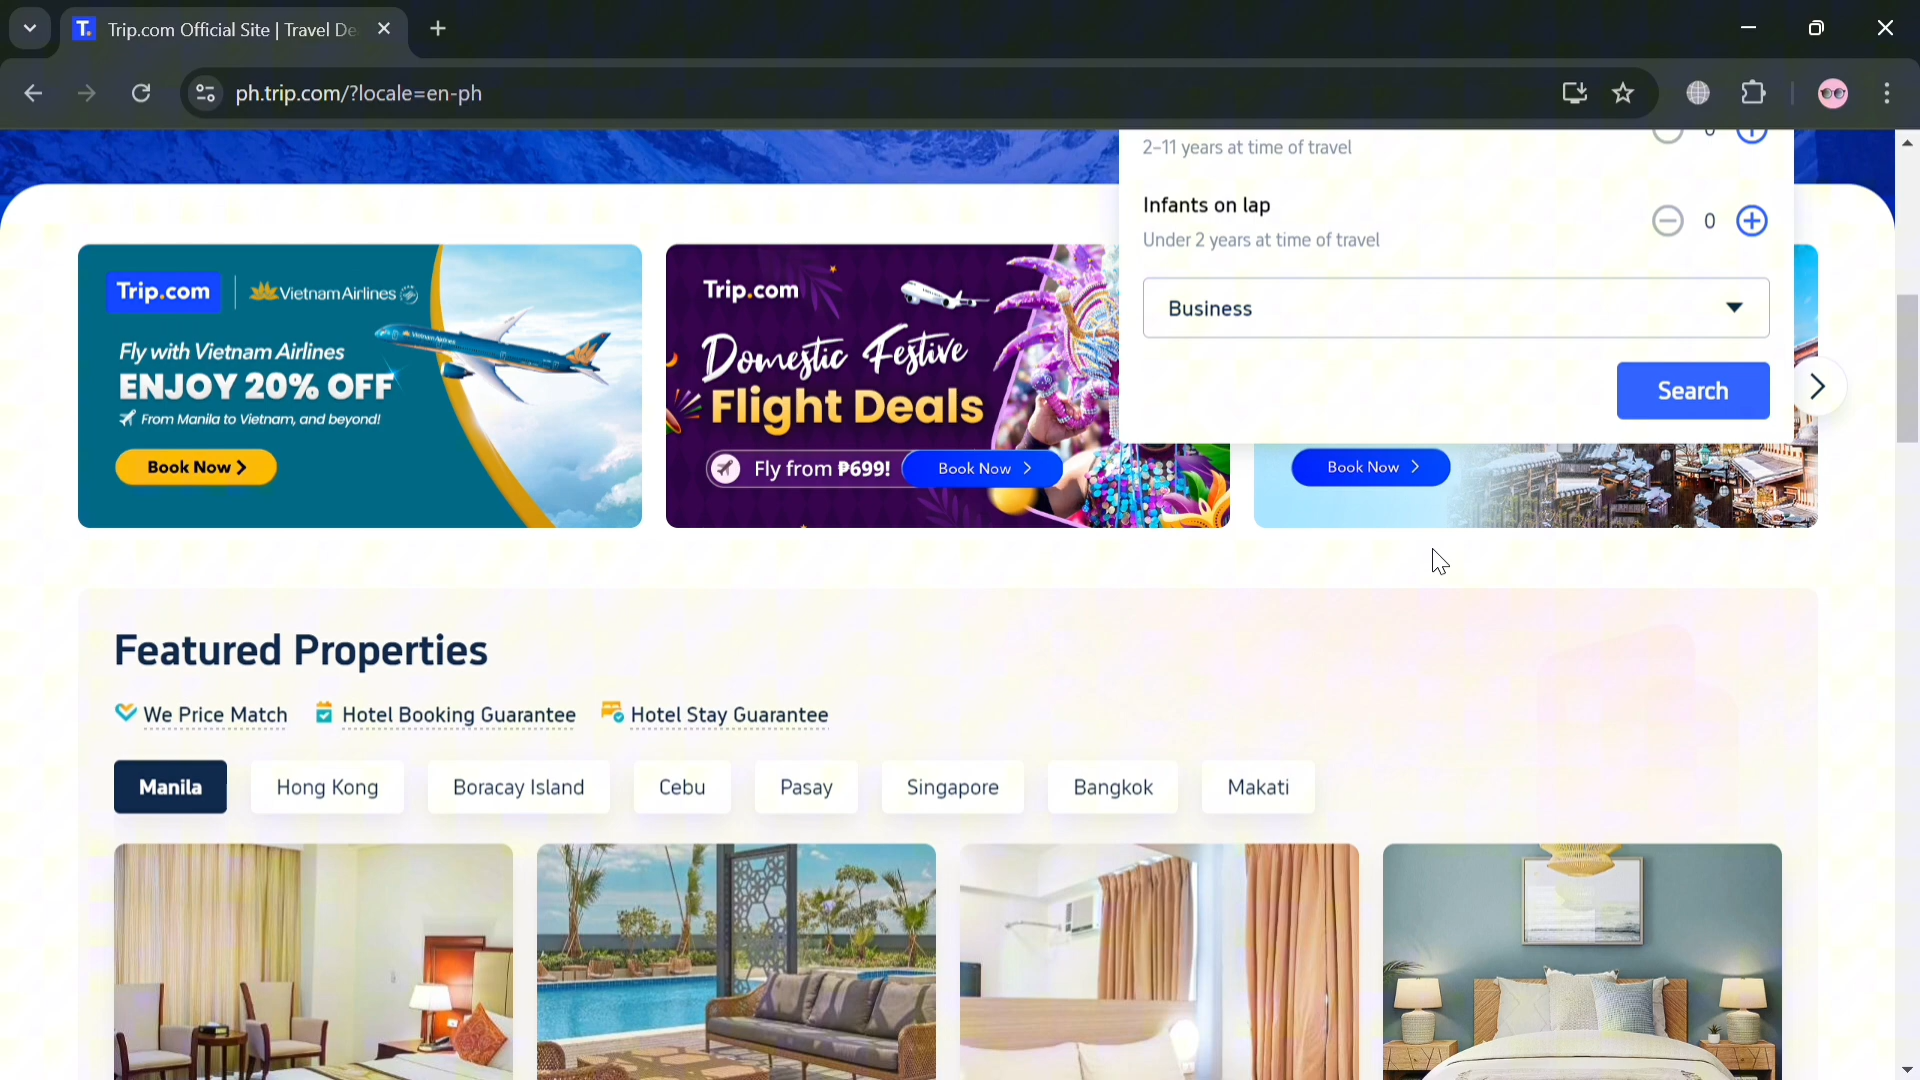 Trip.com Official Site | Travel De
ph.trip.com/?locale=en-ph
0
2-11 years at time of travel
Infants on lap
0
Under 2 years at time of travel
Business
Search
Trip.com | VietnamAirlines
Fly with Vietnam Airlines
ENJOY 20% OFF
From Manila to Vietnam, and beyond!
Book Now >
Trip.com
Domestic Festive
Flight Deals
Fly from ₱699!
Book Now >
Book Now >
Featured Properties
We Price Match
Hotel Booking Guarantee
Hotel Stay Guarantee
Manila
Hong Kong
Boracay Island
Cebu
Pasay
Singapore
Bangkok
Makati